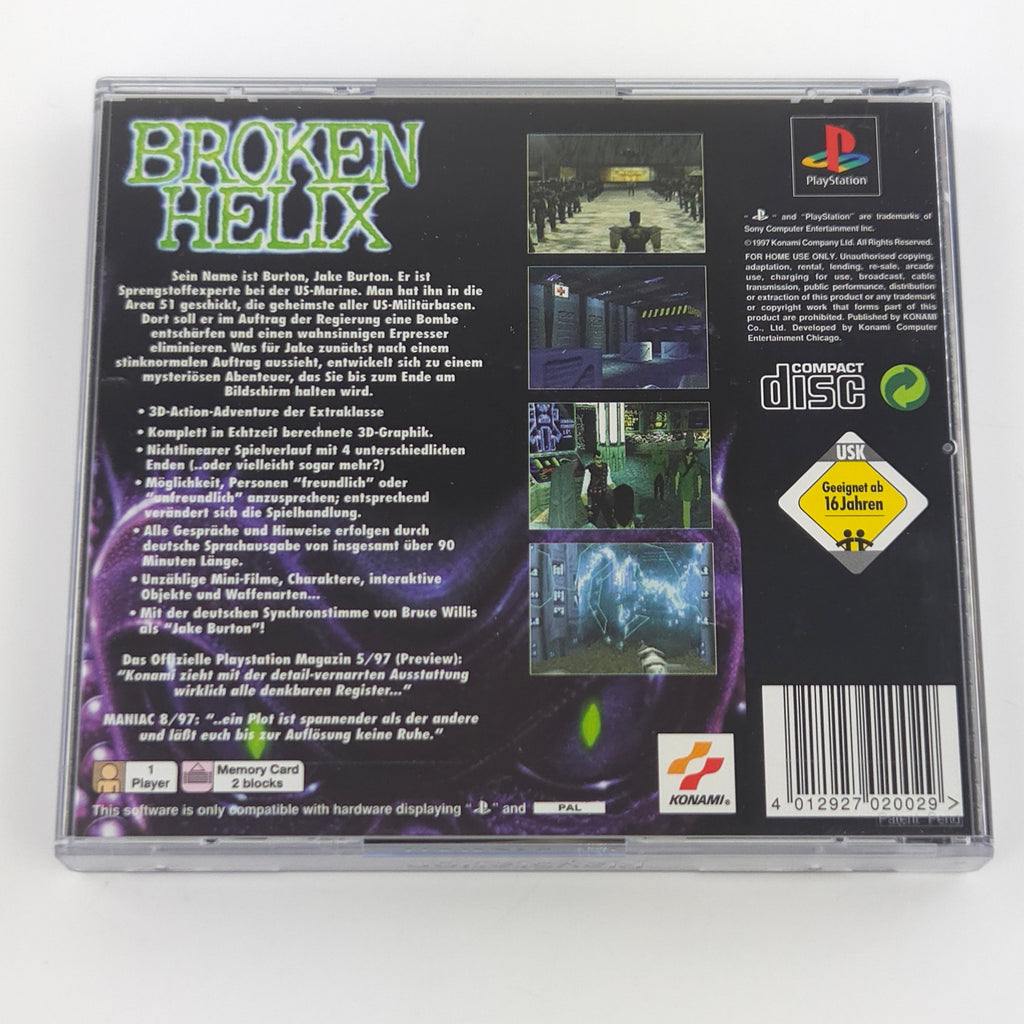 BROKEN
HELIX
Sein Name ist Burton, Jake Burton. Er ist
Sprengstoffexperte bei der US-Marine. Man hat ihn in die
Area 51 geschickt, die geheimste aller US-Militärbasen.
Dort soll er im Auftrag der Regierung eine Bombe
entschärfen und einen wahnsinnigen Erpresser
eliminieren. Was für Jake zunächst nach einem
stinknormalen Auftrag aussieht, entwickelt sich zu einem
mysteriösen Abenteuer, das Sie bis zum Ende am
Bildschirm halten wird.
• 3D-Action-Adventure der Extraklasse
• Komplett in Echtzeit berechnete 3D-Graphik.
• Nichtlinearer Spielverlauf mit 4 unterschiedlichen
Enden (..oder vielleicht sogar mehr?)
• Möglichkeit, Personen "freundlich" oder
"unfreundlich" anzusprechen; entsprechend
verändert sich die Spielhandlung.
• Alle Gespräche und Hinweise erfolgen durch
deutsche Sprachausgabe von insgesamt über 90
Minuten Länge.
• Unzählige Mini-Filme, Charaktere, interaktive
Objekte und Waffenarten...
• Mit der deutschen Synchronstimme von Bruce Willis
als "Jake Burton"!
Das Offizielle Playstation Magazin 5/97 (Preview):
"Konami zieht mit der detail-vernarrten Ausstattung
wirklich alle denkbaren Register..."
MANIAC 8/97: "..ein Plot ist spannender als der andere
und läßt euch bis zur Auflösung keine Ruhe."
1
Player
Memory Card
2 blocks
This software is only compatible with hardware displaying " " and PAL
PlayStation
" " and "PlayStation" are trademarks of
Sony Computer Entertainment Inc.
© 1997 Konami Company Ltd. All Rights Reserved.
FOR HOME USE ONLY. Unauthorised copying,
adaptation, rental, lending, re-sale, arcade
use, charging for use, broadcast, cable
transmission, public performance, distribution
or extraction of this product or any trademark
or copyright work that forms part of this
product are prohibited. Published by KONAMI
Co., Ltd. Developed by Konami Computer
Entertainment Chicago.
COMPACT
disc
USK
Geeignet ab
16 Jahren
KONAMI®
4 012927 020029 >